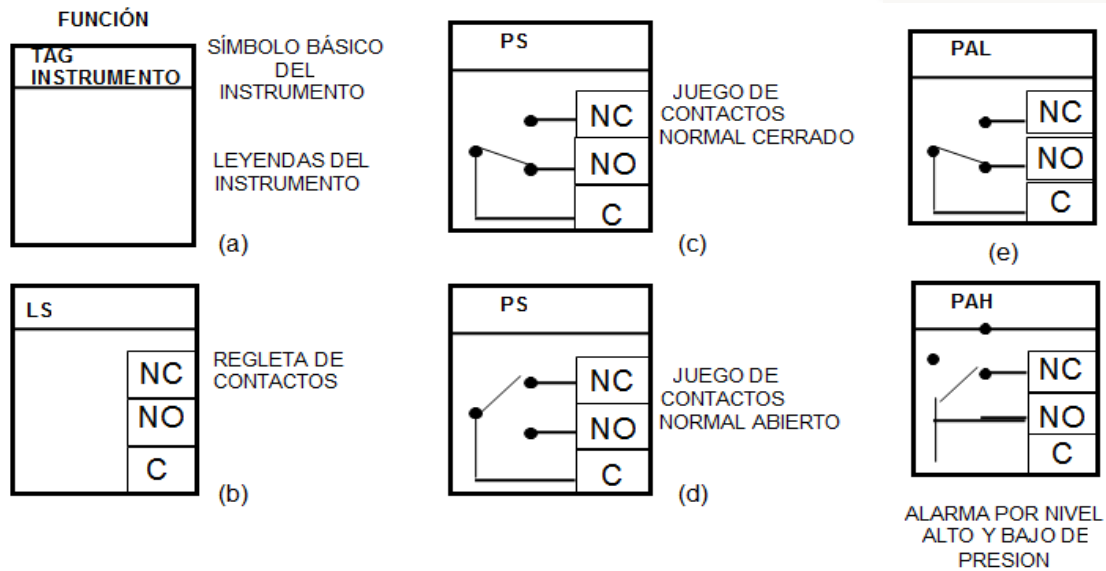 FUNCIÓN
TAG
INSTRUMENTO
SÍMBOLO BÁSICO
DEL
INSTRUMENTO
LEYENDAS DEL
INSTRUMENTO
(a)
PS
NC
NO
C
JUEGO DE
CONTACTOS
NORMAL CERRADO
(c)
PAL
NC
NO
C
(e)
LS
NC
NO
C
REGLETA DE
CONTACTOS
(b)
PS
NC
NO
C
JUEGO DE
CONTACTOS
NORMAL ABIERTO
(d)
PAH
NC
NO
C
ALARMA POR NIVEL
ALTO Y BAJO DE
PRESION